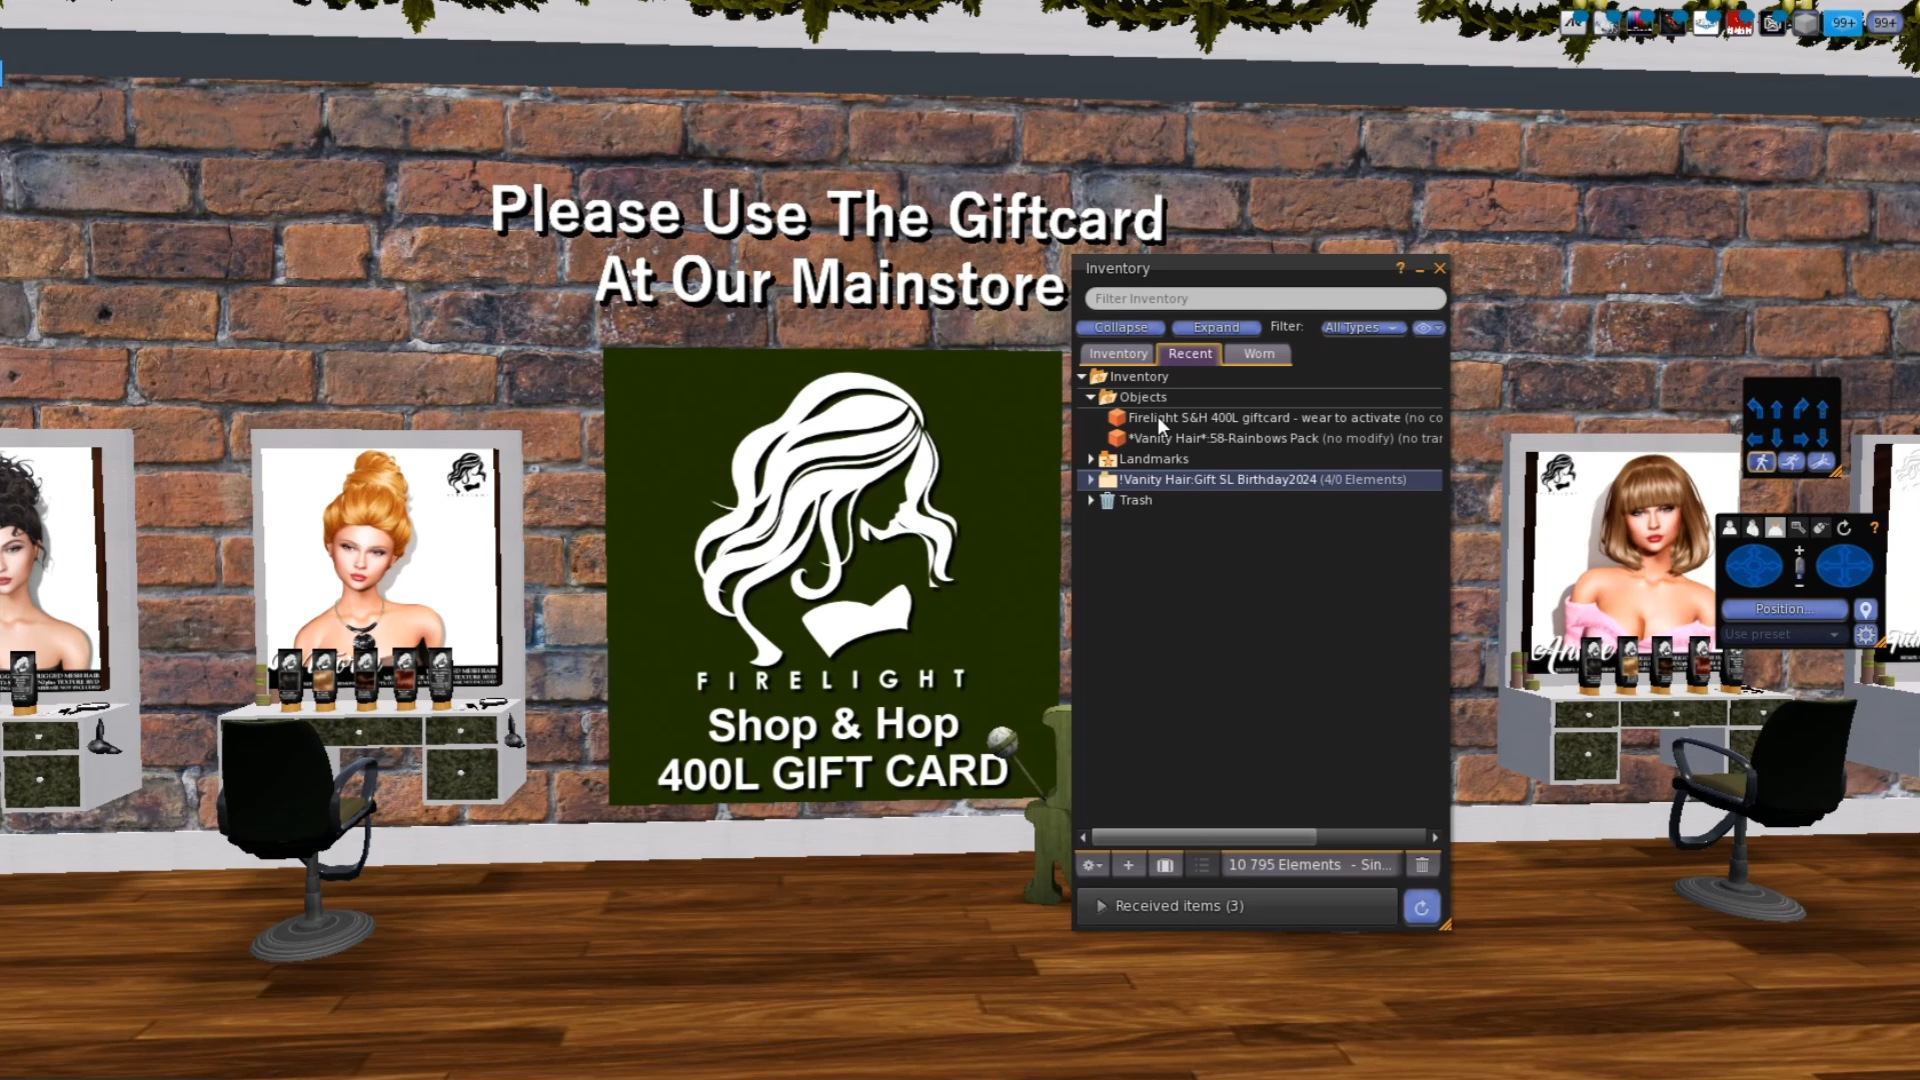 99+
99+
Please Use The Giftcard
At Our Mainstore
FIRELIGHT
Shop & Hop
400L GIFT CARD
Inventory
?
Filter Inventory
Collapse
Expand
Filter:
All Types
Inventory
Recent
Worn
Inventory
Objects
Firelight S&H 400L giftcard - wear to activate (no co
*Vanity Hair*:58-Rainbows Pack (no modify) (no trar
Landmarks
!Vanity Hair:Gift SL Birthday2024 (4/0 Elements)
Trash
10 795 Elements - Sin...
Received items (3)
?
Position...
Use preset